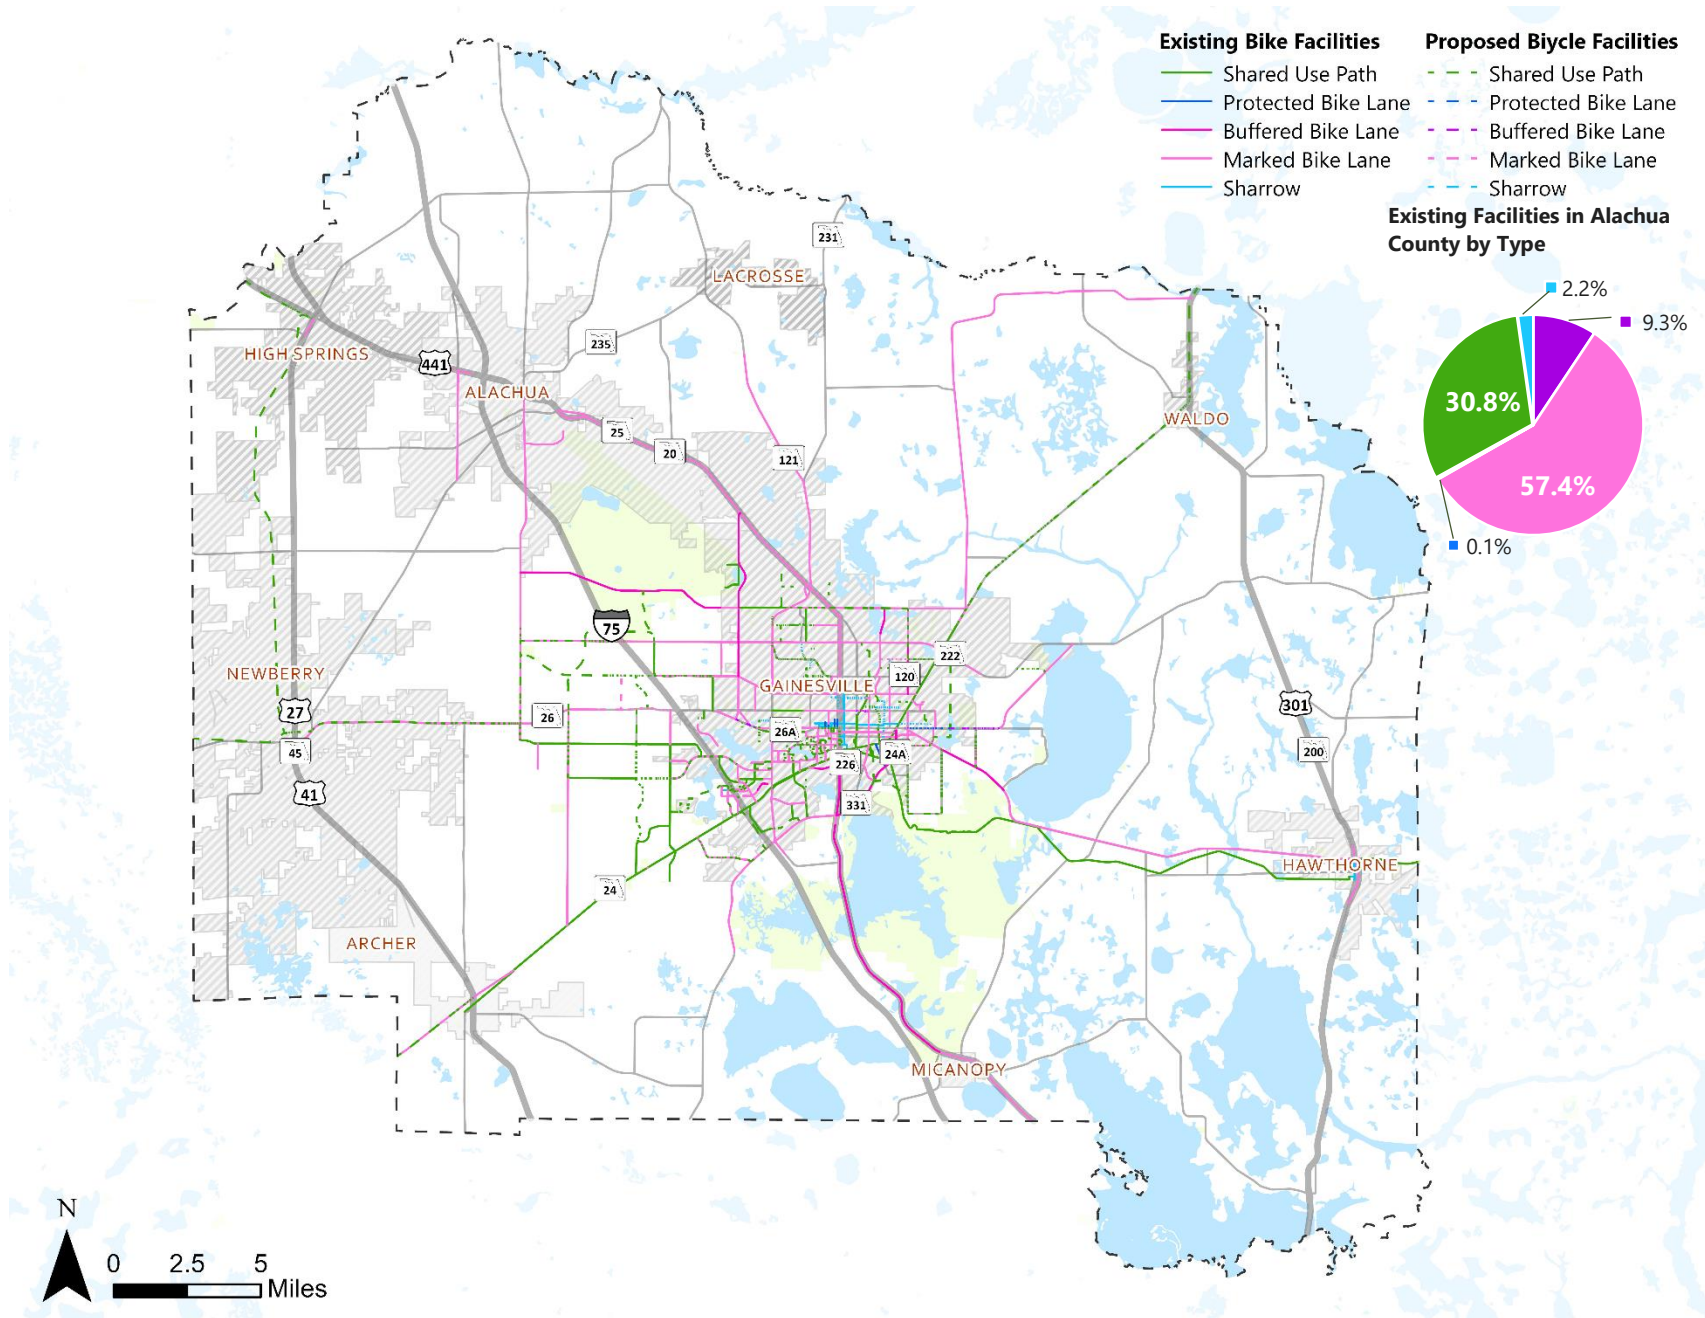 Existing Bike Facilities
Shared Use Path
Protected Bike Lane
Buffered Bike Lane
Marked Bike Lane
Sharrow
Proposed Biycle Facilities
Shared Use Path
Protected Bike Lane
Buffered Bike Lane
Marked Bike Lane
Sharrow
Existing Facilities in Alachua
County by Type
2.2%
9.3%
30.8%
57.4%
0.1%
231
LACROSSE
235
HIGH SPRINGS
441
ALACHUA
WALDO
25
20
121
75
222
NEWBERRY
120
GAINESVILLE
27
26
301
26A
45
226
24A
200
41
331
HAWTHORNE
24
ARCHER
MICANOPY
N
0 2.5 5
Miles